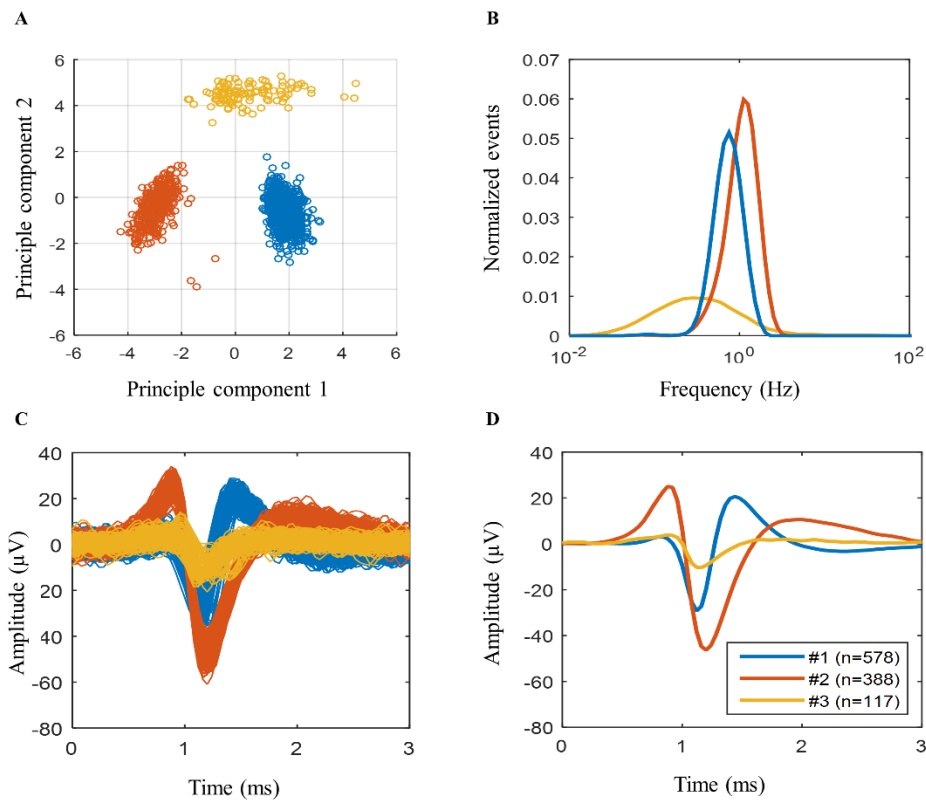 A
Principle component 2
6
4
2
0
-2
-4
-6
-6 -4 -2 0 2 4 6
Principle component 1
B
Normalized events
0.07
0.06
0.05
0.04
0.03
0.02
0.01
0
10⁻² 10⁰ 10²
Frequency (Hz)
C
Amplitude (µV)
40
20
0
20
40
-60
-80
0 1 2 3
Time (ms)
D
Amplitude (µV)
40
20
0
20
40
-60
-80
#1 (n=578)
#2 (n=388)
#3 (n=117)
0 1 2 3
Time (ms)